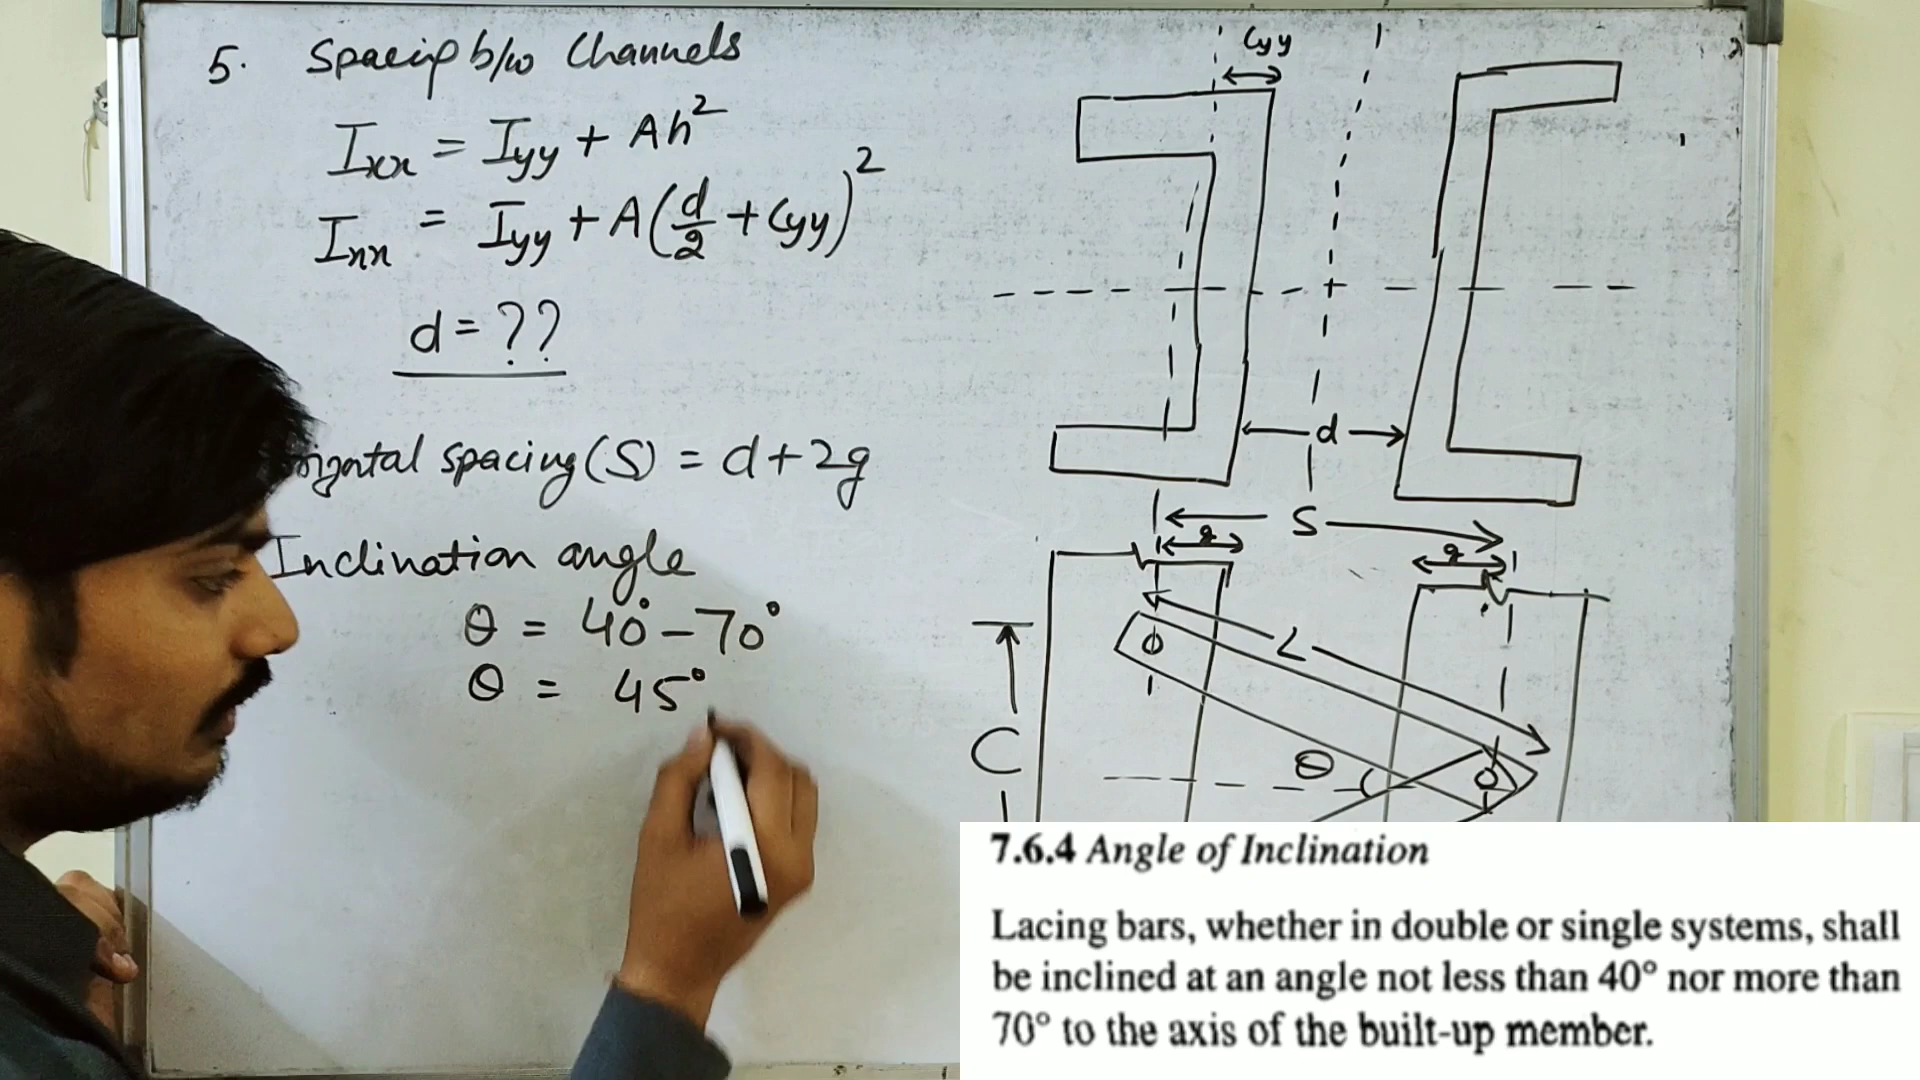 5. Spacing b/w Channels
Ixx = Iyy + Ah²
Ixx = Iyy + A(d/2 + Cyy)²
d = ??
spacing (S) = d + 2g
Inclination angle
θ = 40° - 70°
θ = 45°
Cyy
d
S
g
g
L
C
θ
7.6.4 Angle of Inclination
Lacing bars, whether in double or single systems, shall
be inclined at an angle not less than 40° nor more than
70° to the axis of the built-up member.